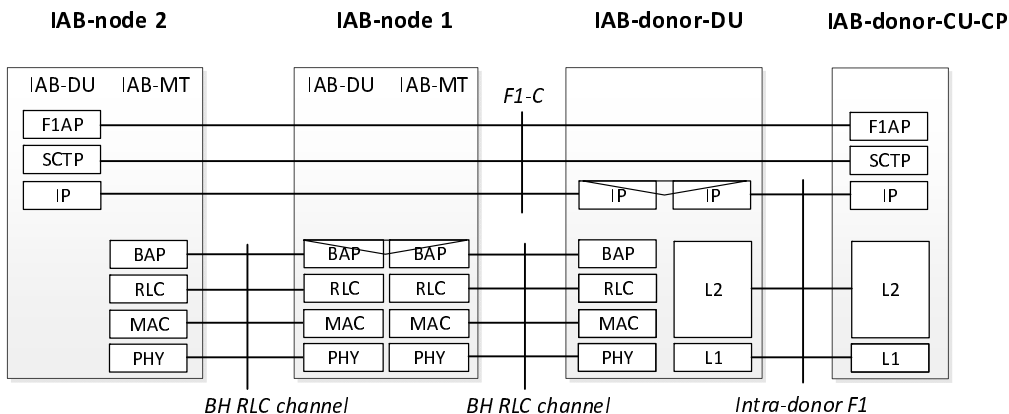 IAB-node 2 IAB-node 1 IAB-donor-DU IAB-donor-CU-CP
IAB-DU IAB-MT IAB-DU IAB-MT
F1-C
F1AP F1AP
SCTP SCTP
IP IP IP IP
BAP BAP BAP BAP
RLC RLC RLC RLC L2 L2
MAC MAC MAC MAC
PHY PHY PHY PHY L1 L1
BH RLC channel BH RLC channel Intra-donor F1